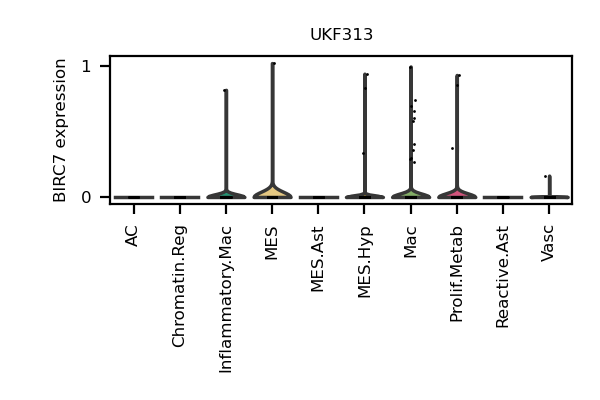 UKF313
BIRC7 expression
1
0
AC
Chromatin.Reg
Inflammatory.Mac
MES
MES.Ast
MES.Hyp
Mac
Prolif.Metab
Reactive.Ast
Vasc